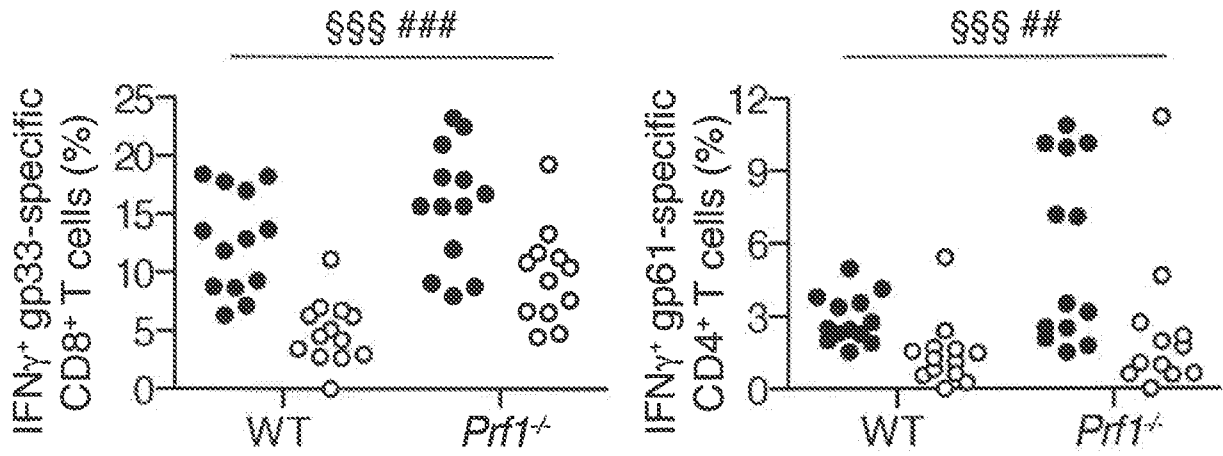 §§§ ###
IFNγ⁺ gp33-specific
CD8⁺ T cells (%)
25
20
15
10
5
0
WT
Prf1⁻/⁻
§§§ ##
IFNγ⁺ gp61-specific
CD4⁺ T cells (%)
12
9
6
3
0
WT
Prf1⁻/⁻